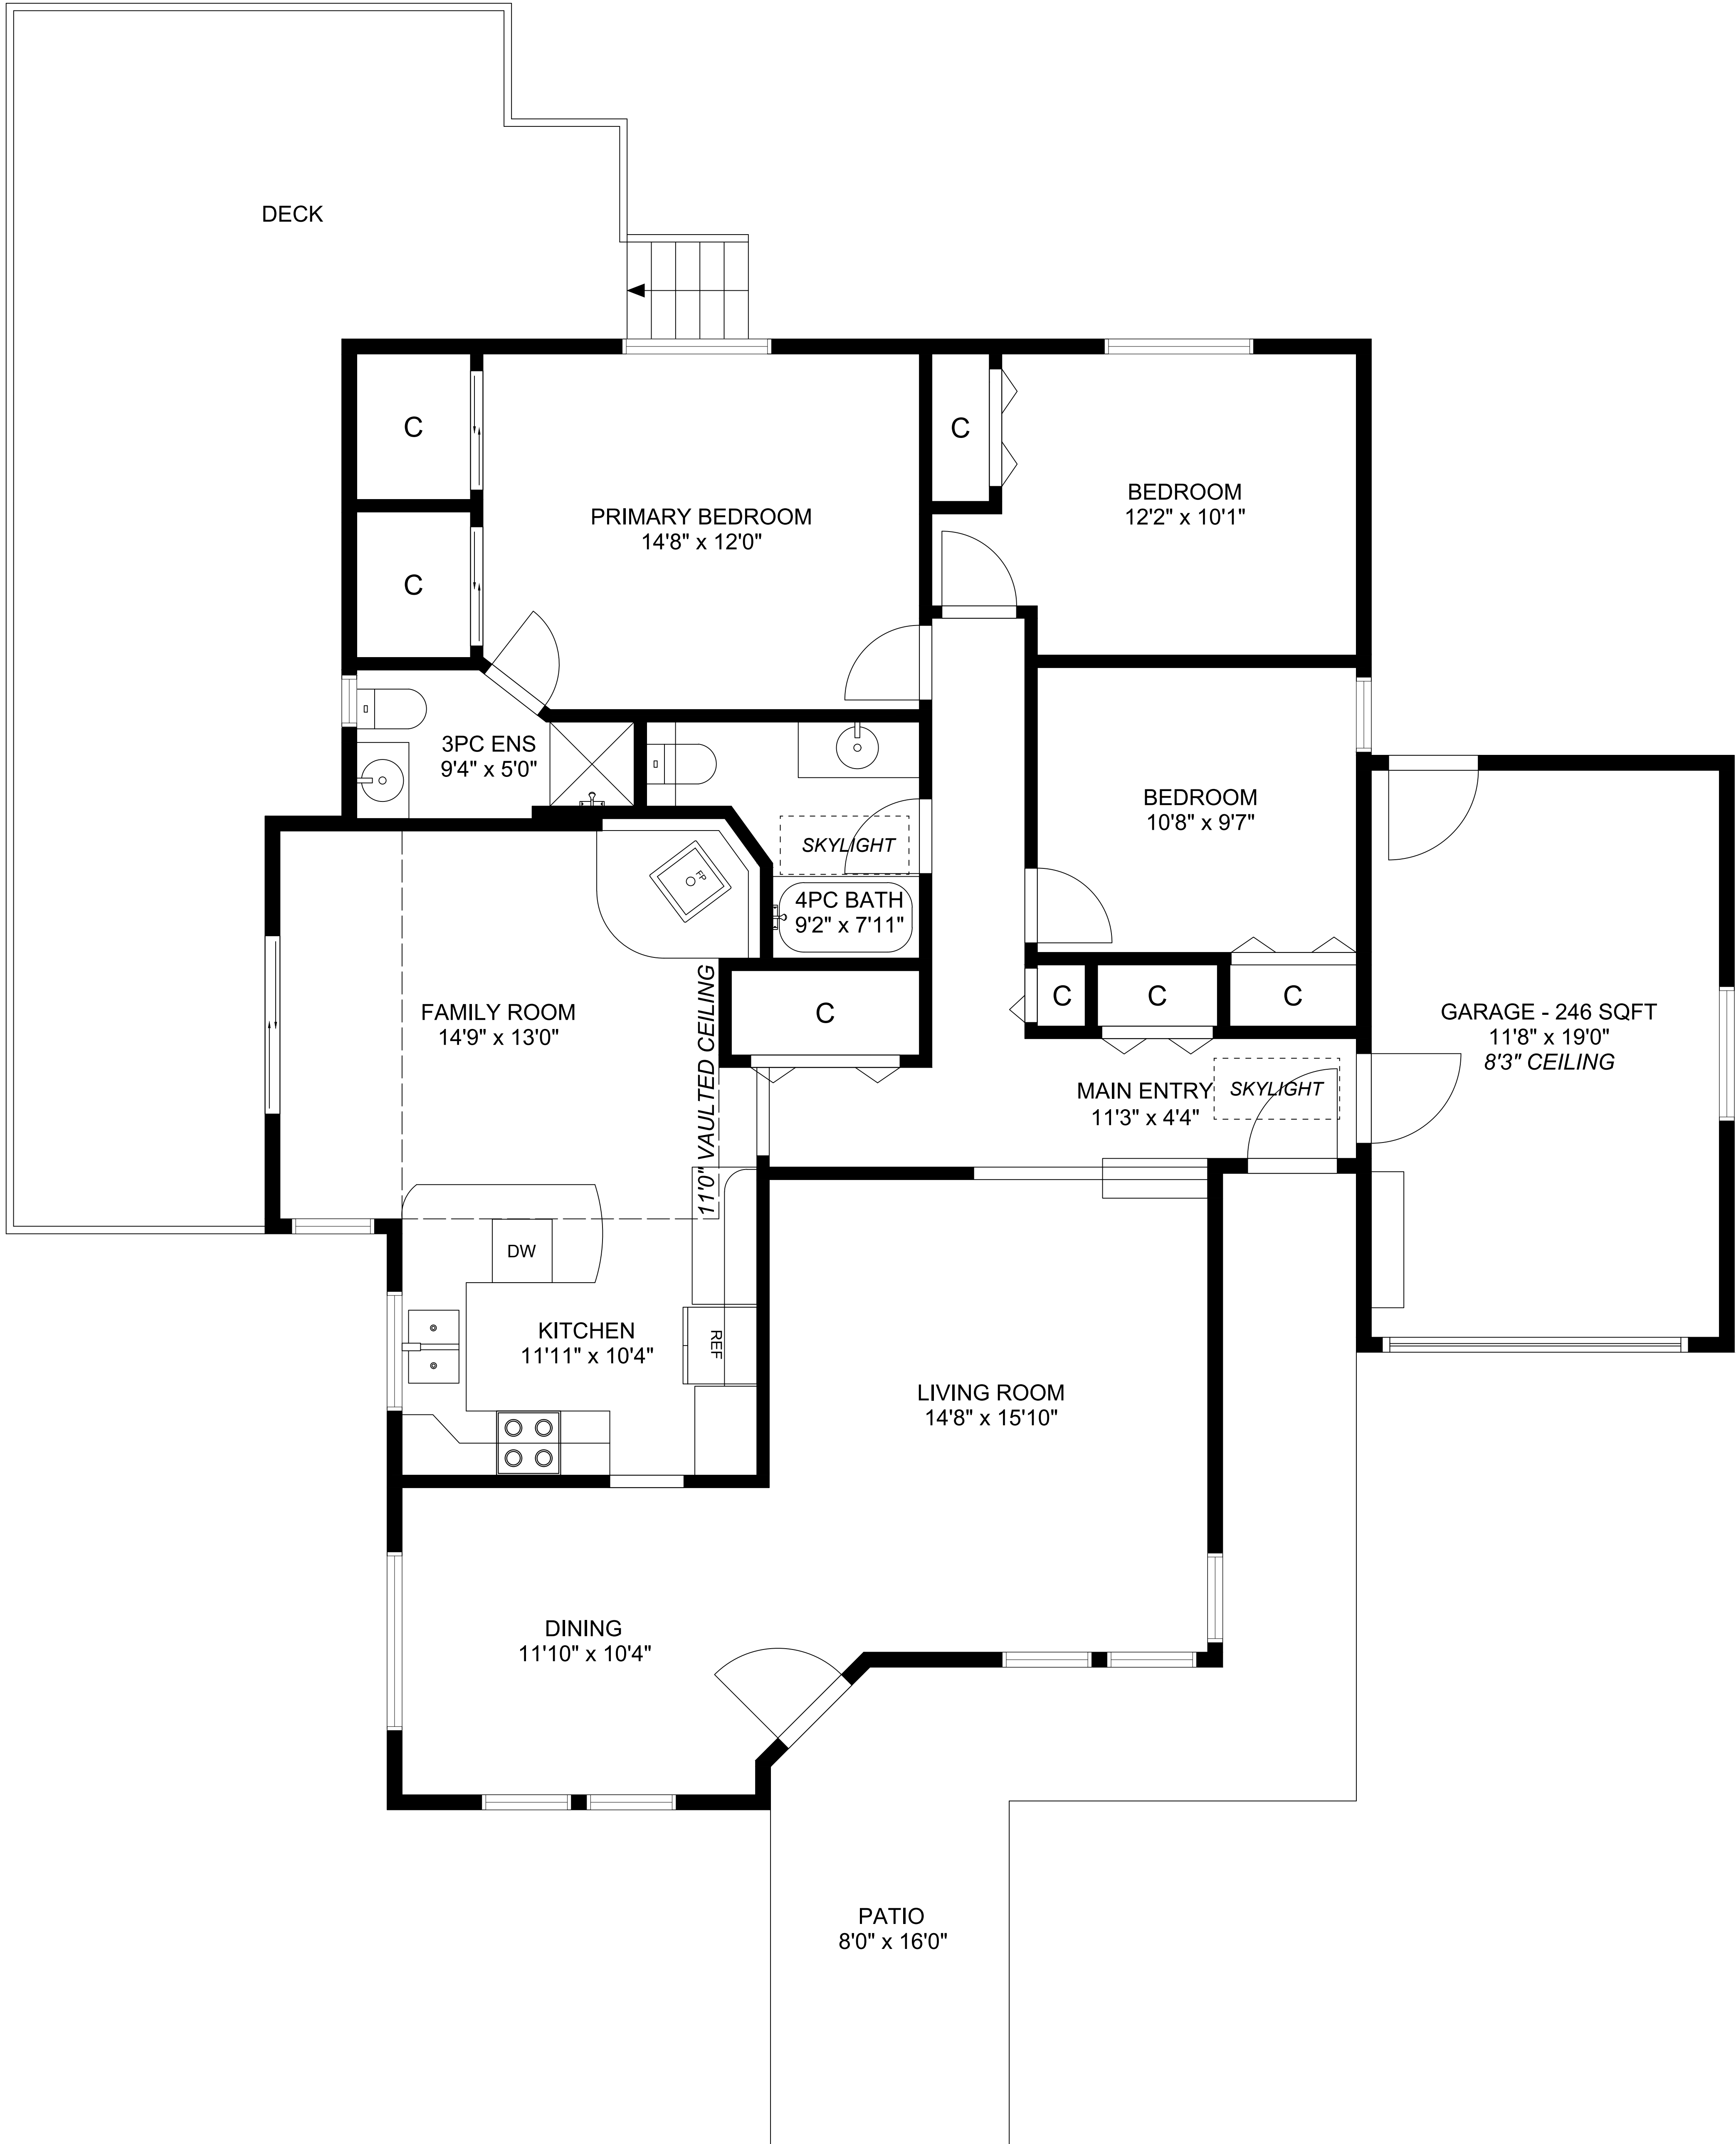 DECK
C
C
BEDROOM
12'2" x 10'1"
PRIMARY BEDROOM
14'8" x 12'0"
C
3PC ENS
9'4" x 5'0"
BEDROOM
10'8" x 9'7"
SKYLIGHT
FP
4PC BATH
9'2" x 7'11"
FAMILY ROOM
14'9" x 13'0"
11'0" VAULTED CEILING
C
C
C
C
GARAGE - 246 SQFT
11'8" x 19'0"
8'3" CEILING
MAIN ENTRY
11'3" x 4'4"
SKYLIGHT
DW
KITCHEN
11'11" x 10'4"
REF
LIVING ROOM
14'8" x 15'10"
DINING
11'10" x 10'4"
PATIO
8'0" x 16'0"